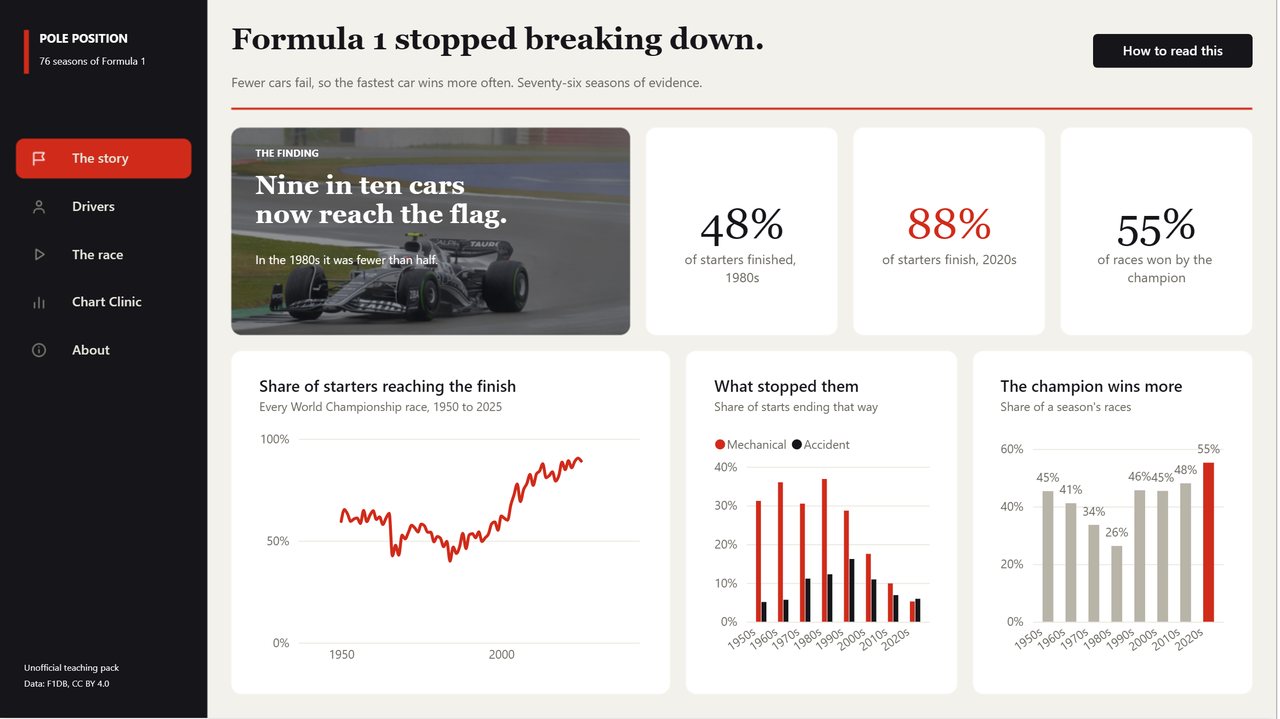 POLE POSITION
76 seasons of Formula 1
The story
Drivers
The race
Chart Clinic
About
Unofficial teaching pack
Data: F1DB, CC BY 4.0
Formula 1 stopped breaking down.
Fewer cars fail, so the fastest car wins more often. Seventy-six seasons of evidence.
How to read this
THE FINDING
Nine in ten cars
now reach the flag.
In the 1980s it was fewer than half.
ALPH TAURI
48%
of starters finished,
1980s
88%
of starters finish, 2020s
55%
of races won by the
champion
Share of starters reaching the finish
Every World Championship race, 1950 to 2025
100%
50%
0%
1950 2000
What stopped them
Share of starts ending that way
Mechanical Accident
40%
30%
20%
10%
0%
1950s 1960s 1970s 1980s 1990s 2000s 2010s 2020s
The champion wins more
Share of a season's races
60%
40%
20%
0%
45% 41% 34% 26% 46% 45% 48% 55%
1950s 1960s 1970s 1980s 1990s 2000s 2010s 2020s